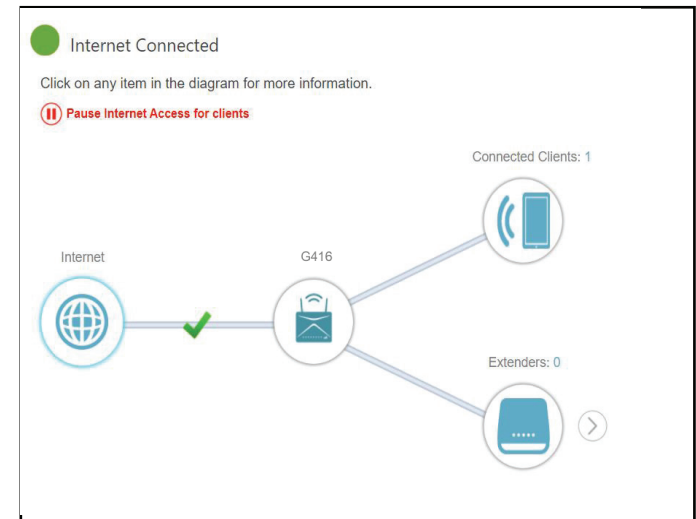 Internet Connected
Click on any item in the diagram for more information.
Pause Internet Access for clients
Connected Clients: 1
Internet
G416
Extenders: 0